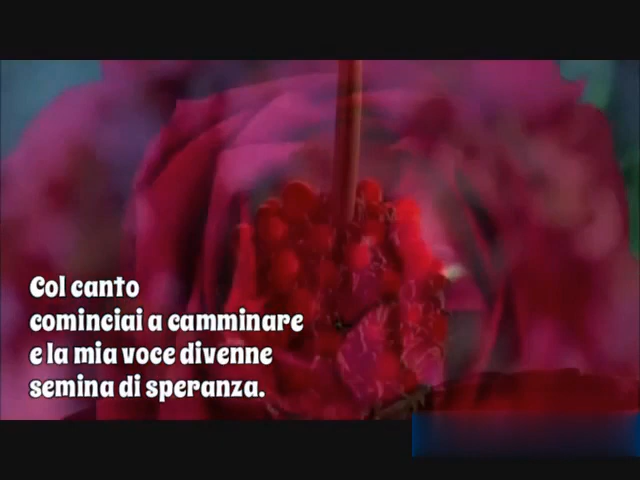 Col canto
cominciai a camminare
e la mia voce divenne
semina di speranza.